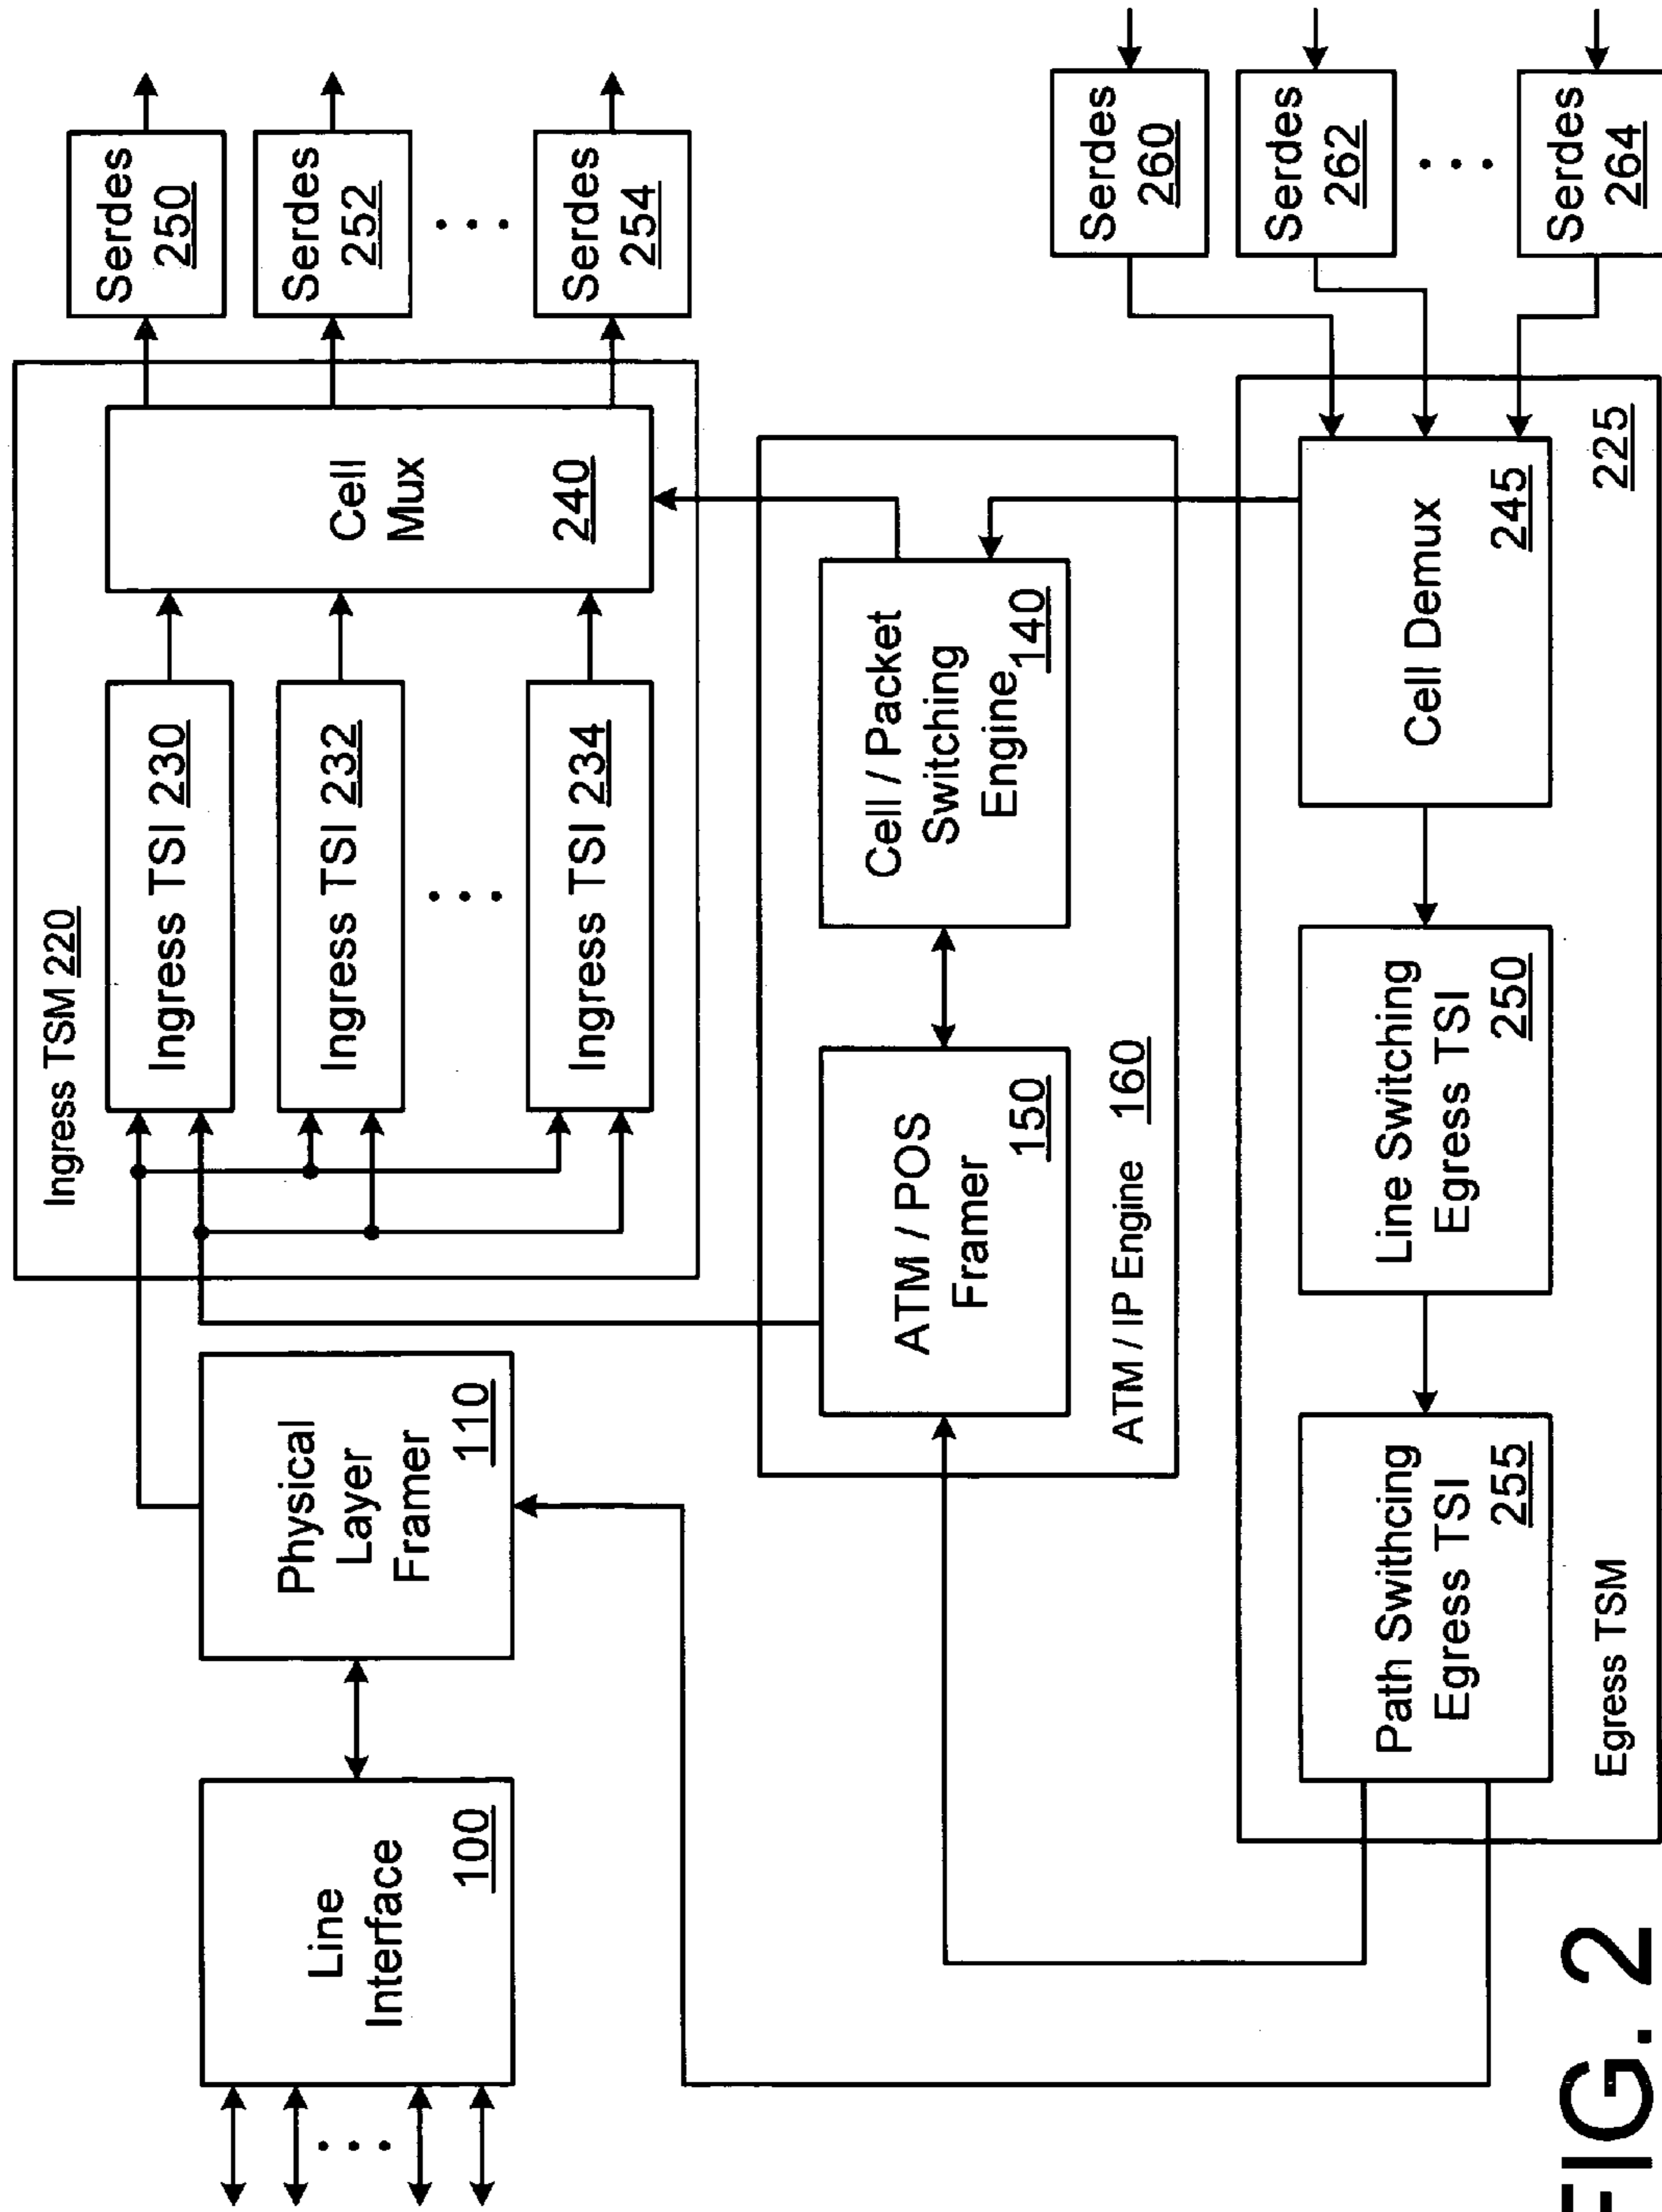 Line
Interface
100
Physical
Layer
Framer
110
Ingress TSM 220
Ingress TSI 230
Ingress TSI 232
Ingress TSI 234
Cell
Mux
240
Serdes
250
Serdes
252
Serdes
254
ATM / POS
Framer
150
Cell / Packet
Switching
Engine 140
ATM / IP Engine 160
Path Swithcing
Egress TSI
255
Line Switching
Egress TSI
250
Cell Demux
245
Egress TSM
225
Serdes
260
Serdes
262
Serdes
264
FIG. 2